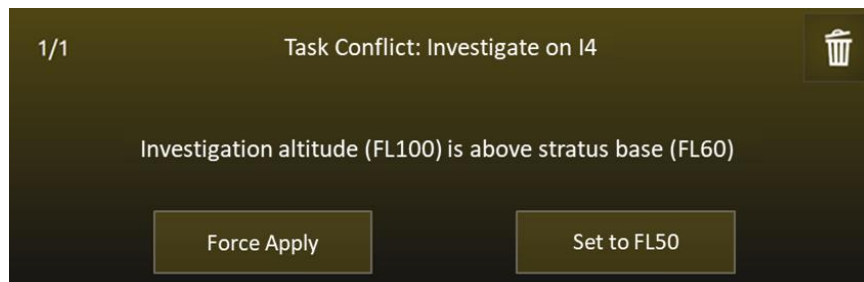 1/1
Task Conflict: Investigate on I4
Investigation altitude (FL100) is above stratus base (FL60)
Force Apply
Set to FL50